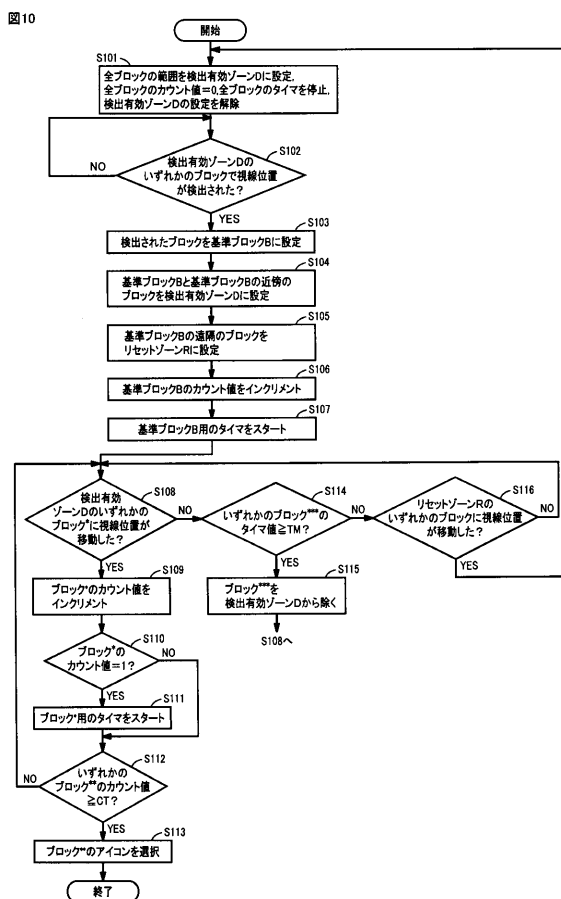 図10
開始
S101
全ブロックの範囲を検出有効ゾーンDに設定,
全ブロックのカウント値=0,全ブロックのタイマを停止,
検出有効ゾーンDの設定を解除
S102
検出有効ゾーンDの
いずれかのブロックで視線位置
が検出された?
NO
YES
S103
検出されたブロックを基準ブロックBに設定
S104
基準ブロックBと基準ブロックBの近傍の
ブロックを検出有効ゾーンDに設定
S105
基準ブロックBの遠隔のブロックを
リセットゾーンRに設定
S106
基準ブロックBのカウント値をインクリメント
S107
基準ブロックB用のタイマをスタート
S108
検出有効
ゾーンDのいずれかの
ブロック*に視線位置が
移動した?
NO
YES
S114
いずれかのブロック***の
タイマ値≧TM?
NO
YES
S116
リセットゾーンRの
いずれかのブロックに視線位置
が移動した?
NO
YES
S109
ブロック*のカウント値を
インクリメント
S115
ブロック***を
検出有効ゾーンDから除く
S108へ
S110
ブロック*の
カウント値=1?
NO
YES
S111
ブロック*用のタイマをスタート
S112
いずれかの
ブロック**のカウント値
≧CT?
NO
YES
S113
ブロック**のアイコンを選択
終了